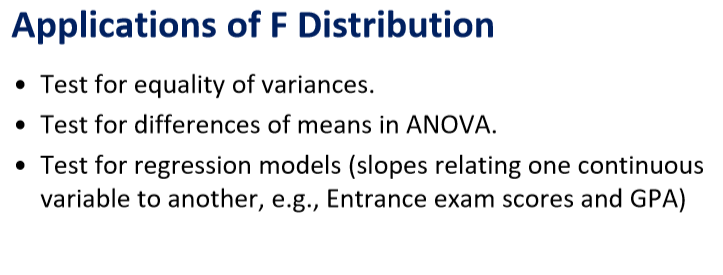 Applications of F Distribution
• Test for equality of variances.
• Test for differences of means in ANOVA.
• Test for regression models (slopes relating one continuous
variable to another, e.g., Entrance exam scores and GPA)